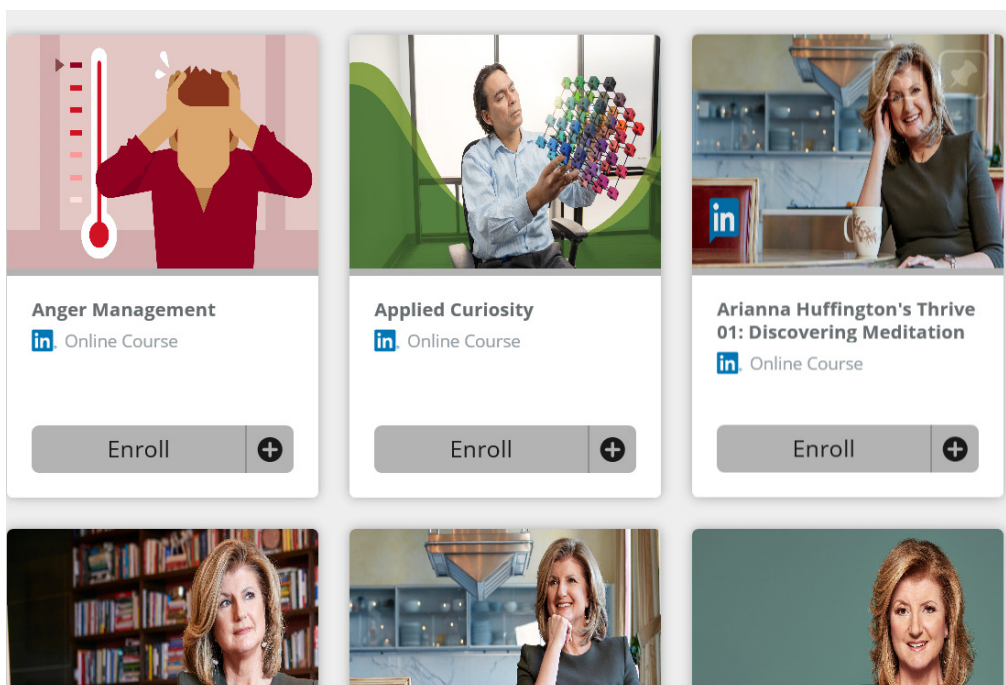 in
Anger Management
in. Online Course
Enroll
Applied Curiosity
in. Online Course
Enroll
Arianna Huffington's Thrive
01: Discovering Meditation
in. Online Course
Enroll